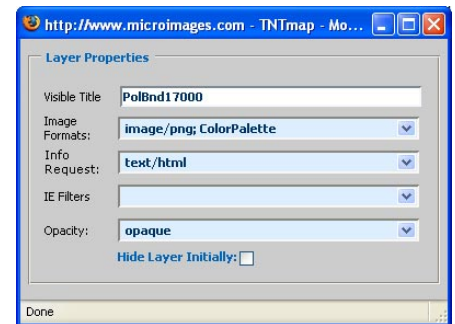 http://www.microimages.com - TNTmap - Mo...
Layer Properties
Visible Title PolBnd17000
Image Formats: image/png; ColorPalette
Info Request: text/html
IE Filters
Opacity: opaque
Hide Layer Initially:
Done